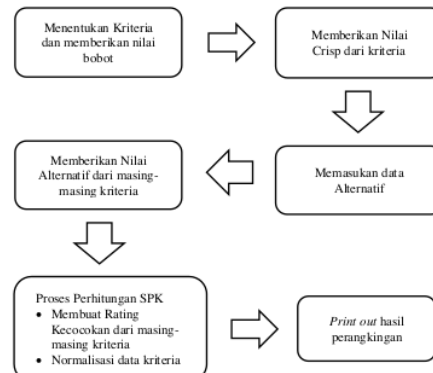 Menentukan Kriteria
dan memberikan nilai
bobot
Memberikan Nilai
Crisp dari kriteria
Memasukan data
Alternatif
Memberikan Nilai
Alternatif dari masing-
masing kriteria
Proses Perhitungan SPK
• Membuat Rating
Kecocokan dari masing-
masing kriteria
• Normalisasi data kriteria
Print out hasil
perangkingan